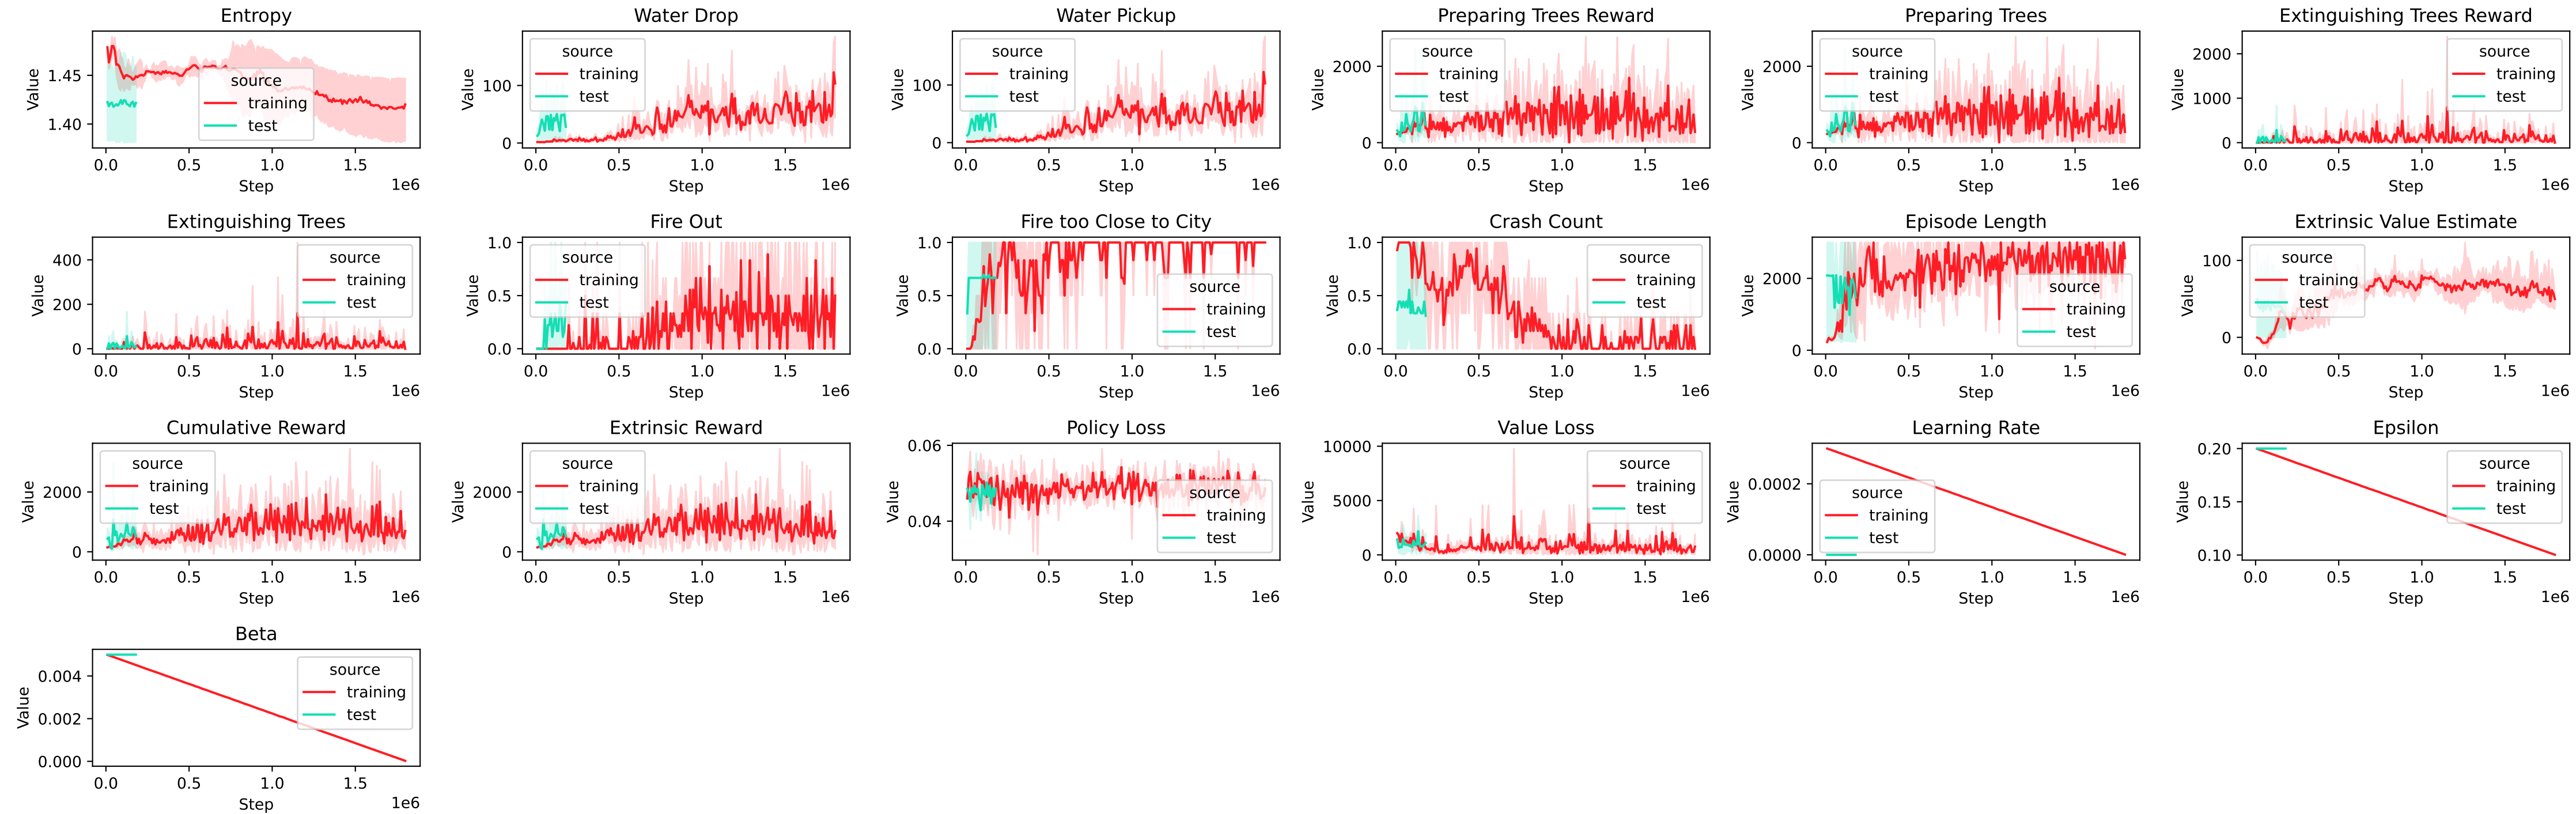 Entropy
Value
1.45
1.40
source
training
test
0.0 0.5 1.0 1.5
Step
1e6
Water Drop
Value
100
0
source
training
test
0.0 0.5 1.0 1.5
Step
1e6
Water Pickup
Value
100
0
source
training
test
0.0 0.5 1.0 1.5
Step
1e6
Preparing Trees Reward
Value
2000
0
source
training
test
0.0 0.5 1.0 1.5
Step
1e6
Preparing Trees
Value
2000
0
source
training
test
0.0 0.5 1.0 1.5
Step
1e6
Extinguishing Trees Reward
Value
2000
1000
0
source
training
test
0.0 0.5 1.0 1.5
Step
1e6
Extinguishing Trees
Value
400
200
0
source
training
test
0.0 0.5 1.0 1.5
Step
1e6
Fire Out
Value
1.0
0.5
0.0
source
training
test
0.0 0.5 1.0 1.5
Step
1e6
Fire too Close to City
Value
1.0
0.5
0.0
source
training
test
0.0 0.5 1.0 1.5
Step
1e6
Crash Count
Value
1.0
0.5
0.0
source
training
test
0.0 0.5 1.0 1.5
Step
1e6
Episode Length
Value
2000
0
source
training
test
0.0 0.5 1.0 1.5
Step
1e6
Extrinsic Value Estimate
Value
100
0
source
training
test
0.0 0.5 1.0 1.5
Step
1e6
Cumulative Reward
Value
2000
0
source
training
test
0.0 0.5 1.0 1.5
Step
1e6
Extrinsic Reward
Value
2000
0
source
training
test
0.0 0.5 1.0 1.5
Step
1e6
Policy Loss
Value
0.06
0.04
source
training
test
0.0 0.5 1.0 1.5
Step
1e6
Value Loss
Value
10000
5000
0
source
training
test
0.0 0.5 1.0 1.5
Step
1e6
Learning Rate
Value
0.0002
0.0000
source
training
test
0.0 0.5 1.0 1.5
Step
1e6
Epsilon
Value
0.20
0.15
0.10
source
training
test
0.0 0.5 1.0 1.5
Step
1e6
Beta
Value
0.004
0.002
0.000
source
training
test
0.0 0.5 1.0 1.5
Step
1e6